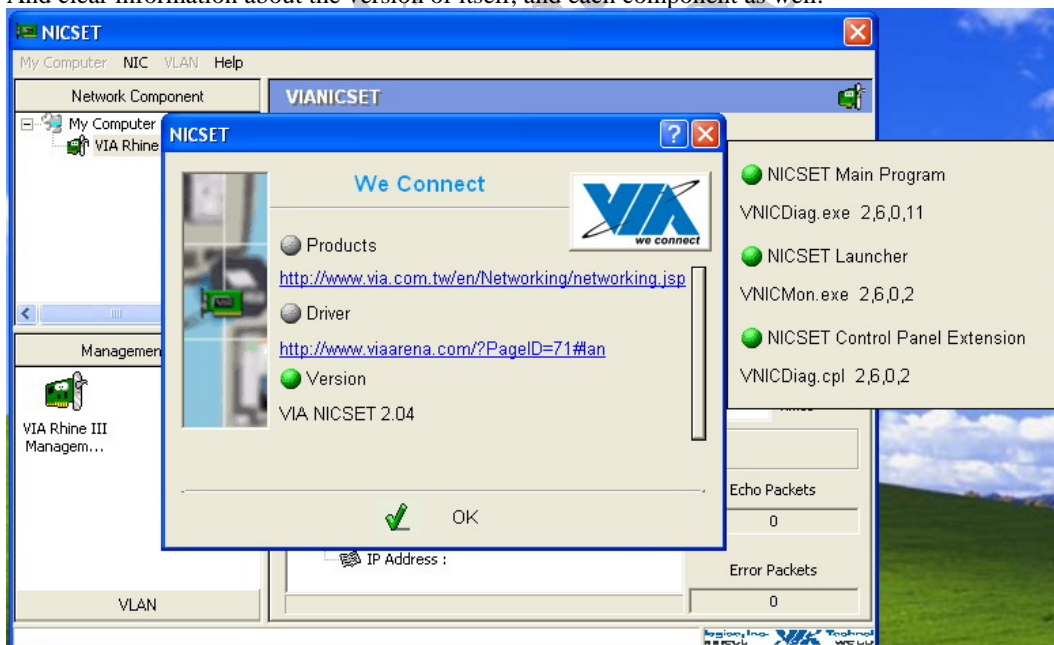 And clear information about the version of itself, and each component as well.
NICSET
My Computer NIC VLAN Help
Network Component
VIANICSET
My Computer
VIA Rhine
NICSET
We Connect
VIA
we connect
Products
http://www.via.com.tw/en/Networking/networking.jsp
Driver
http://www.viaarena.com/?PageID=71#lan
Version
VIA NICSET 2.04
OK
NICSET Main Program
VNICDiag.exe 2,6,0,11
NICSET Launcher
VNICMon.exe 2,6,0,2
NICSET Control Panel Extension
VNICDiag.cpl 2,6,0,2
Managemen
VIA Rhine III
Managem...
Echo Packets
0
IP Address :
Error Packets
0
VLAN
VIA